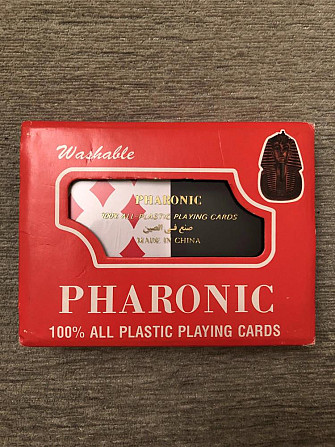 Washable
PHARONIC
100% ALL-PLASTIC PLAYING CARDS
صنع في الصين
MADE IN CHINA
PHARONIC
100% ALL PLASTIC PLAYING CARDS